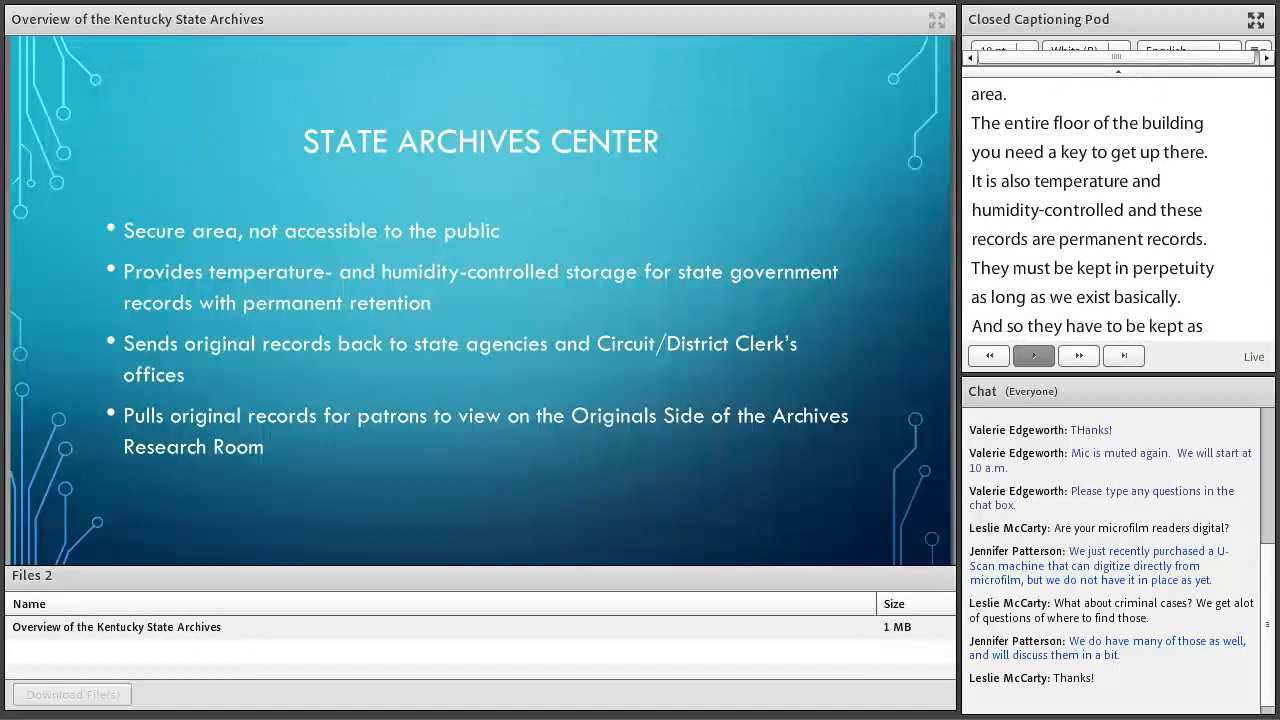 Overview of the Kentucky State Archives
STATE ARCHIVES CENTER
• Secure area, not accessible to the public
• Provides temperature- and humidity-controlled storage for state government
records with permanent retention
• Sends original records back to state agencies and Circuit/District Clerk's
offices
• Pulls original records for patrons to view on the Originals Side of the Archives
Research Room
Files 2
Name Size
Overview of the Kentucky State Archives 1 MB
Download File(s)
Closed Captioning Pod
18 pt White (B) English
area.
The entire floor of the building
you need a key to get up there.
It is also temperature and
humidity-controlled and these
records are permanent records.
They must be kept in perpetuity
as long as we exist basically.
And so they have to be kept as
Live
Chat (Everyone)
Valerie Edgeworth: THanks!
Valerie Edgeworth: Mic is muted again. We will start at
10 a.m.
Valerie Edgeworth: Please type any questions in the
chat box.
Leslie McCarty: Are your microfilm readers digital?
Jennifer Patterson: We just recently purchased a U-
Scan machine that can digitize directly from
microfilm, but we do not have it in place as yet.
Leslie McCarty: What about criminal cases? We get alot
of questions of where to find those.
Jennifer Patterson: We do have many of those as well,
and will discuss them in a bit.
Leslie McCarty: Thanks!